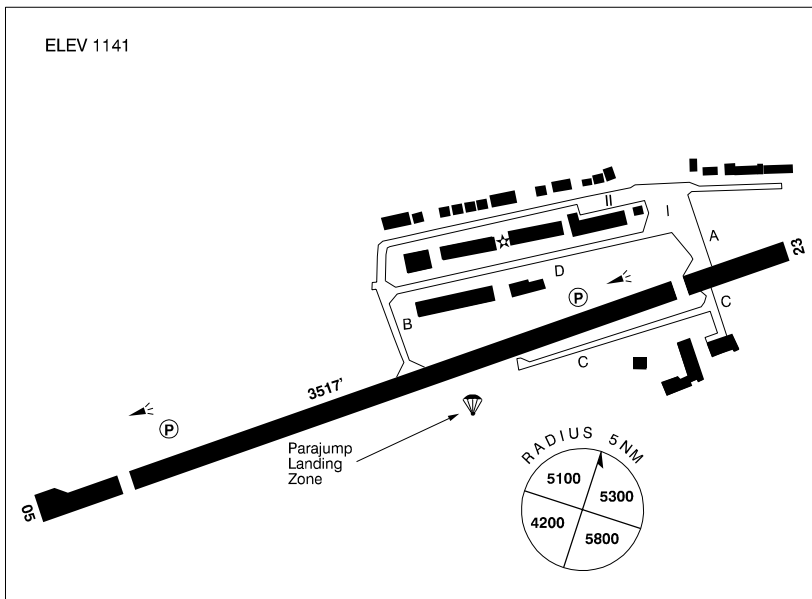 ELEV 1141
II
I
A
23
D
P
C
B
C
3517'
P
Parajump
Landing
Zone
RADIUS 5NM
5100
5300
05
4200
5800